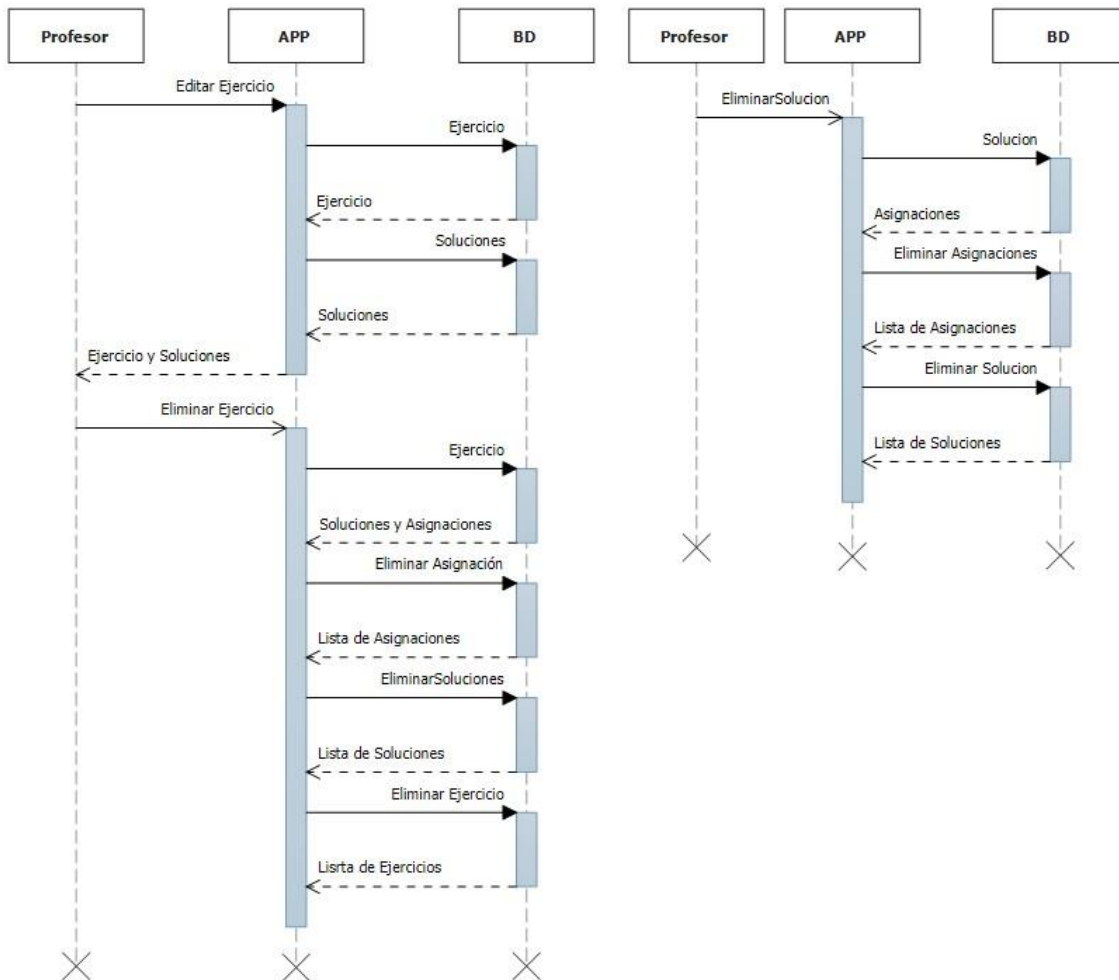 Profesor
APP
BD
Editar Ejercicio
Ejercicio
Ejercicio
Soluciones
Soluciones
Ejercicio y Soluciones
Eliminar Ejercicio
Ejercicio
Soluciones y Asignaciones
Eliminar Asignación
Lista de Asignaciones
EliminarSoluciones
Lista de Soluciones
Eliminar Ejercicio
Lisrta de Ejercicios
Profesor
APP
BD
EliminarSolucion
Solucion
Asignaciones
Eliminar Asignaciones
Lista de Asignaciones
Eliminar Solucion
Lista de Soluciones